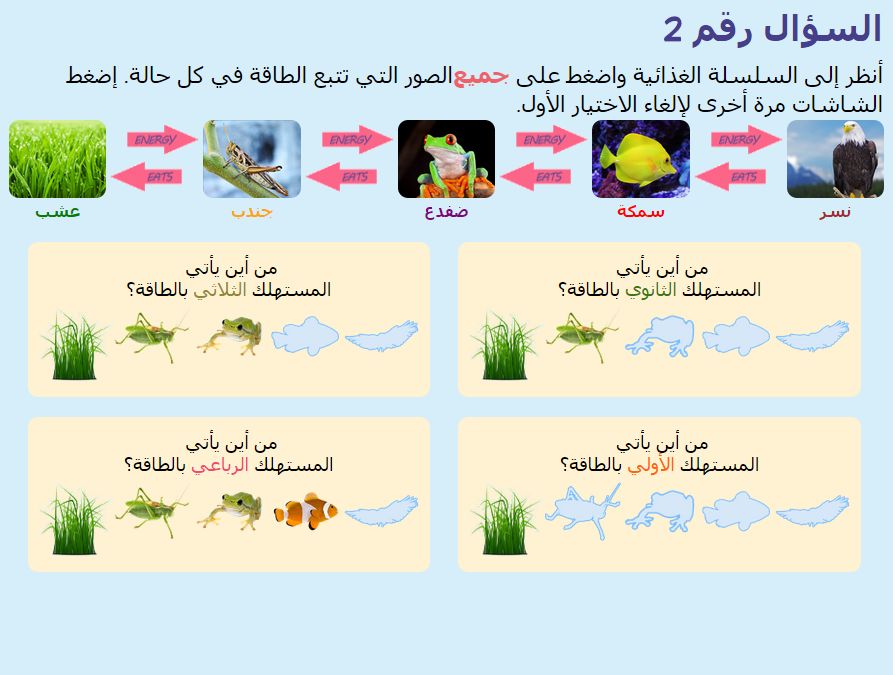 السؤال رقم 2
أنظر إلى السلسلة الغذائية واضغط على جميع الصور التي تتبع الطاقة في كل حالة. إضغط
الشاشات مرة أخرى لإلغاء الاختيار الأول.
ENERGY ENERGY ENERGY ENERGY
EATS EATS EATS EATS
نسر
سمكة
ضفدع
جندب
عشب
من أين يأتي
المستهلك الثانوي بالطاقة؟
من أين يأتي
المستهلك الثلاثي بالطاقة؟
من أين يأتي
المستهلك الأولي بالطاقة؟
من أين يأتي
المستهلك الرباعي بالطاقة؟